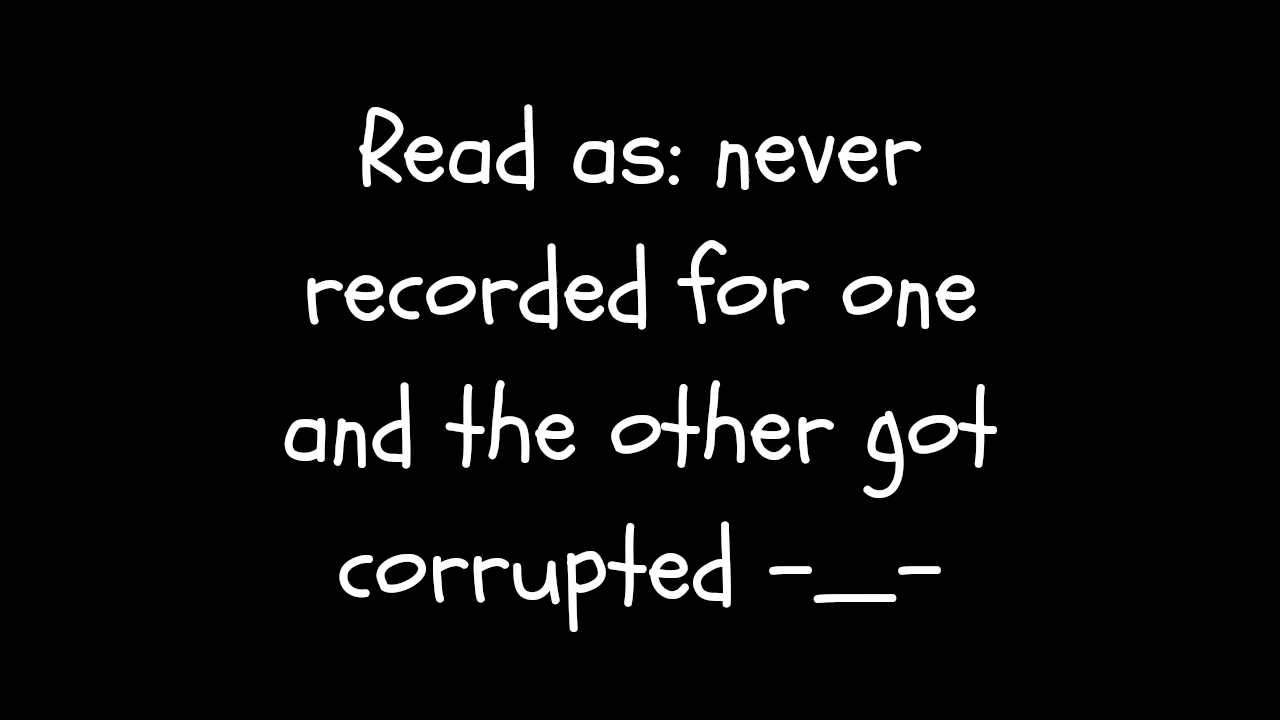 Read as: never
recorded for one
and the other got
corrupted -__-